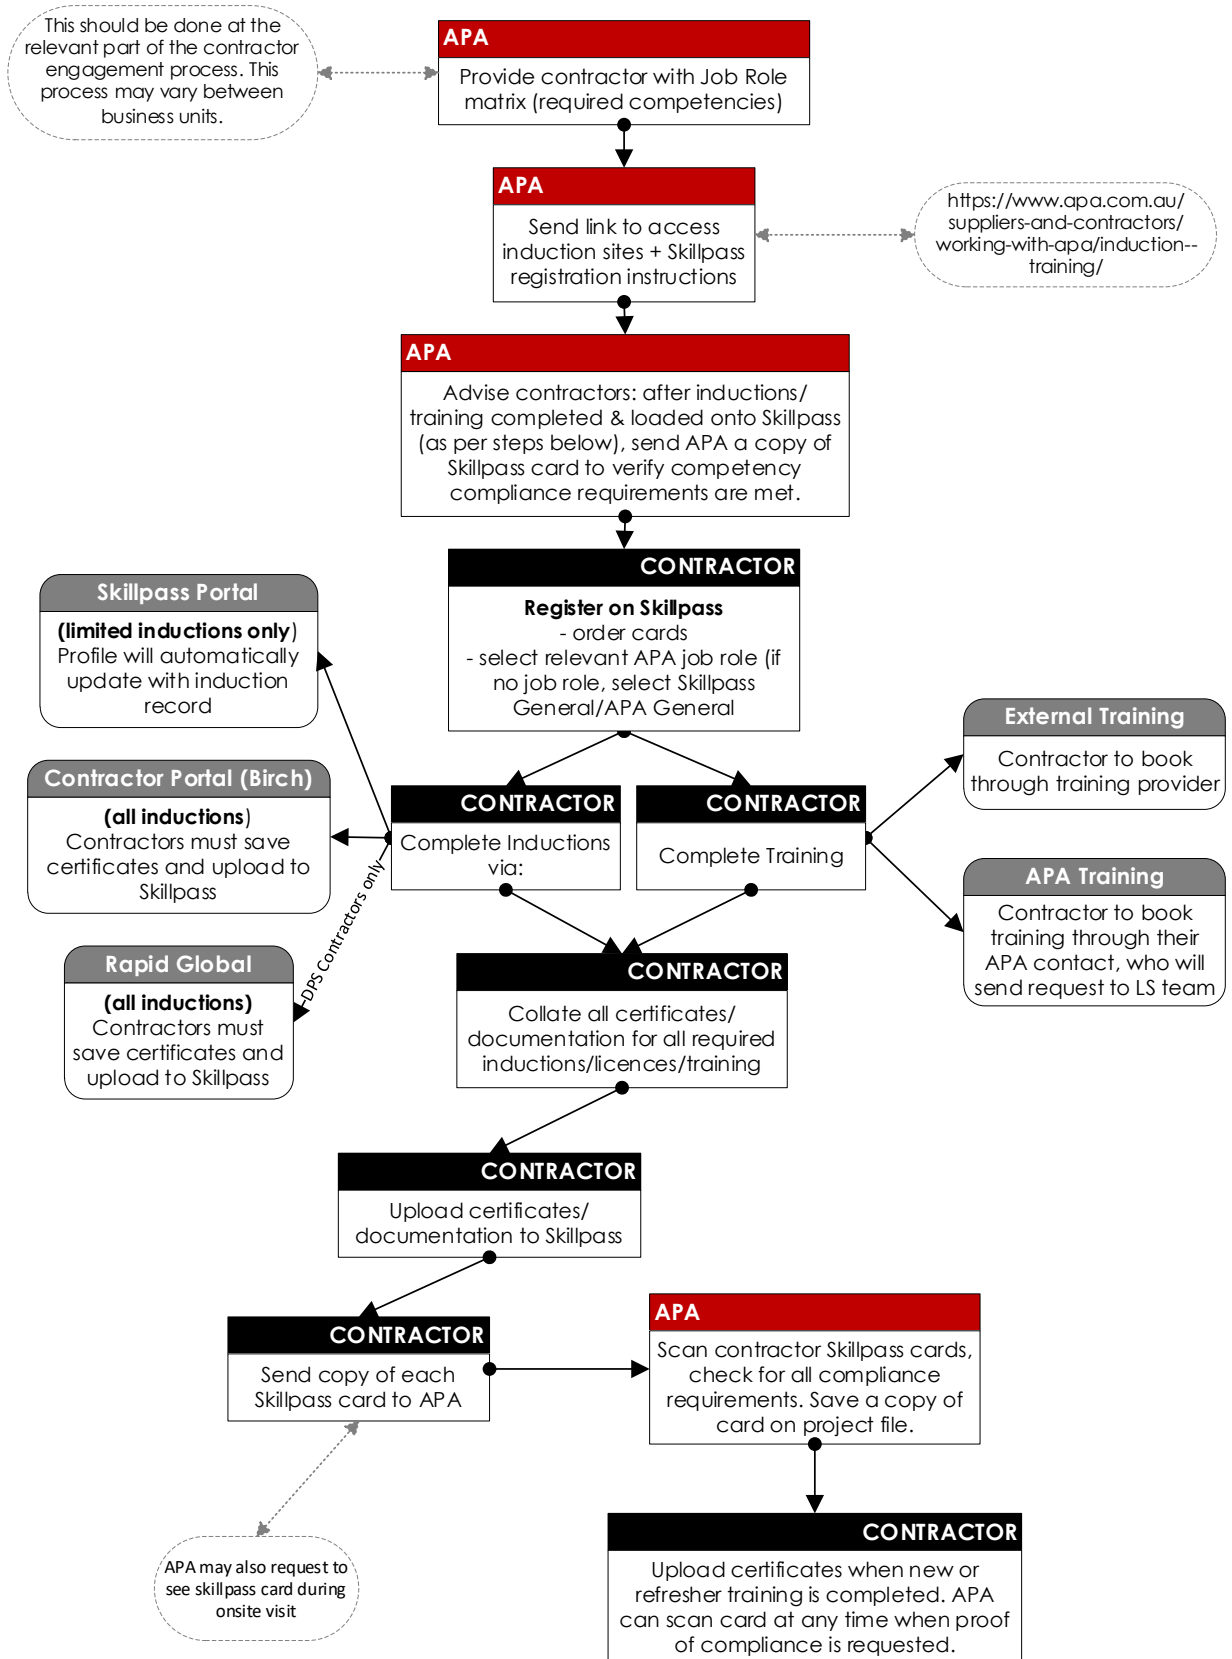 This should be done at the
relevant part of the contractor
engagement process. This
process may vary between
business units.
APA
Provide contractor with Job Role
matrix (required competencies)
APA
Send link to access
induction sites + Skillpass
registration instructions
https://www.apa.com.au/
suppliers-and-contractors/
working-with-apa/induction--
training/
APA
Advise contractors: after inductions/
training completed & loaded onto Skillpass
(as per steps below), send APA a copy of
Skillpass card to verify competency
compliance requirements are met.
CONTRACTOR
Register on Skillpass
- order cards
- select relevant APA job role (if
no job role, select Skillpass
General/APA General
Skillpass Portal
(limited inductions only)
Profile will automatically
update with induction
record
Contractor Portal (Birch)
(all inductions)
Contractors must save
certificates and upload to
Skillpass
DPS Contractors only
Rapid Global
(all inductions)
Contractors must
save certificates and
upload to Skillpass
CONTRACTOR
Complete Inductions
via:
CONTRACTOR
Complete Training
External Training
Contractor to book
through training provider
APA Training
Contractor to book
training through their
APA contact, who will
send request to LS team
CONTRACTOR
Collate all certificates/
documentation for all required
inductions/licences/training
CONTRACTOR
Upload certificates/
documentation to Skillpass
CONTRACTOR
Send copy of each
Skillpass card to APA
APA
Scan contractor Skillpass cards,
check for all compliance
requirements. Save a copy of
card on project file.
APA may also request to
see skillpass card during
onsite visit
CONTRACTOR
Upload certificates when new or
refresher training is completed. APA
can scan card at any time when proof
of compliance is requested.